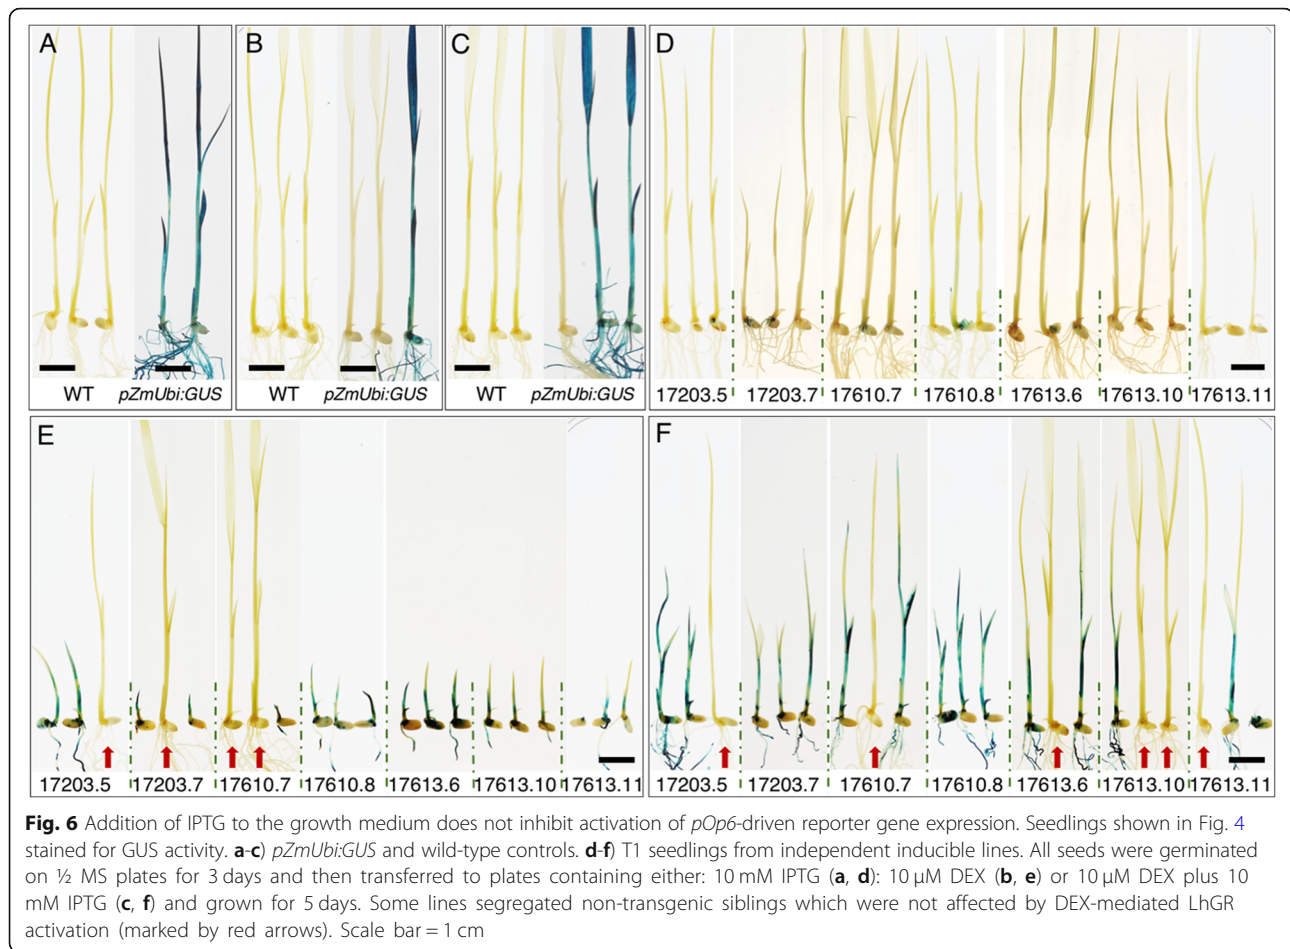 A
B
C
D
WT
pZmUbi:GUS
WT
pZmUbi:GUS
WT
pZmUbi:GUS
17203.5
17203.7
17610.7
17610.8
17613.6
17613.10
17613.11
E
F
17203.5
17203.7
17610.7
17610.8
17613.6
17613.10
17613.11
17203.5
17203.7
17610.7
17610.8
17613.6
17613.10
17613.11
Fig. 6 Addition of IPTG to the growth medium does not inhibit activation of pOp6-driven reporter gene expression. Seedlings shown in Fig. 4
stained for GUS activity. a-c) pZmUbi:GUS and wild-type controls. d-f) T1 seedlings from independent inducible lines. All seeds were germinated
on ½ MS plates for 3 days and then transferred to plates containing either: 10 mM IPTG (a, d): 10 μM DEX (b, e) or 10 μM DEX plus 10
mM IPTG (c, f) and grown for 5 days. Some lines segregated non-transgenic siblings which were not affected by DEX-mediated LhGR
activation (marked by red arrows). Scale bar = 1 cm